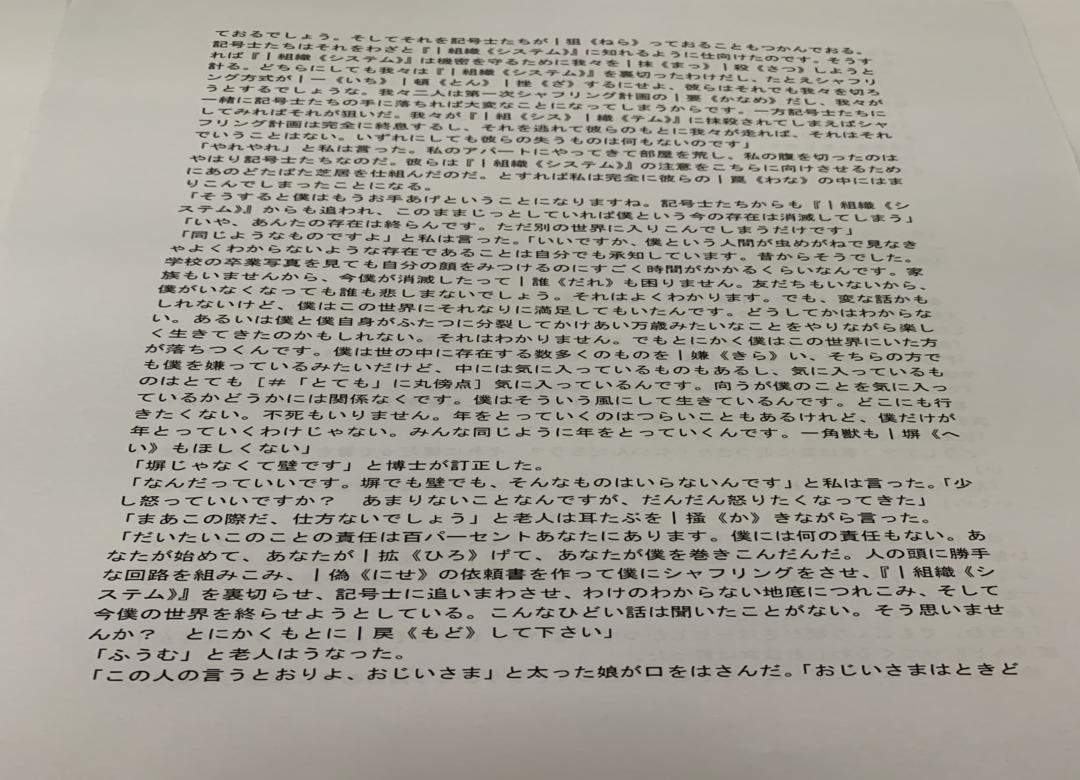 ておるでしょう。そしてそれを記号士たちが|狙《ねら》っておることもつかんでおる。
記号士たちはそれをわざと『|組織《システム》』に知れるように仕向けたのです。そうす
れば『|組織《システム》』は機密を守るために我々を|抹《まっ》|殺《さつ》しようと
計る。どちらにしても我々は『|組織《システム》』を裏切ったわけだし、たとえシャフリ
ング方式が|一《いち》|頓《とん》|挫《ざ》するにせよ、彼らはそれでも我々を切ろ
うとするでしょうな。我々二人は第一次シャフリング計画の|要《かなめ》だし、我々が
一緒に記号士たちの手に落ちれば大変なことになってしまうからです。一方記号士たちに
してみればそれが狙いだ。我々が『|組《シス》|織《テム》』に抹殺されてしまえばシャ
フリング計画は完全に終息するし、それを逃れて彼らのもとに我々が走れば、それはそれ
でいうことはない。いずれにしても彼らの失うものは何もないのです」
「やれやれ」と私は言った。私のアパートにやってきて部屋を荒し、私の腹を切ったのは
やはり記号士たちなのだ。彼らは『|組織《システム》』の注意をこちらに向けさせるため
にあのどたばた芝居を仕組んだのだ。とすれば私は完全に彼らの|罠《わな》の中にはま
りこんでしまったことになる。
「そうすると僕はもうお手あげということになりますね。記号士たちからも『|組織《シ
ステム》』からも追われ、このままじっとしていれば僕という今の存在は消滅してしまう」
「いや、あんたの存在は終らんです。ただ別の世界に入りこんでしまうだけです」
「同じようなものですよ」と私は言った。「いいですか、僕という人間が虫めがねで見なき
ゃよくわからないような存在であることは自分でも承知しています。昔からそうでした。
学校の卒業写真を見ても自分の顔をみつけるのにすごく時間がかかるくらいなんです。家
族もいませんから、今僕が消滅したって|誰《だれ》も困りません。友だちもいないから、
僕がいなくなっても誰も悲しまないでしょう。それはよくわかります。でも、変な話かも
しれないけど、僕はこの世界にそれなりに満足してもいたんです。どうしてかはわからな
い。あるいは僕と僕自身がふたつに分裂してかけあい万歳みたいなことをやりながら楽し
く生きてきたのかもしれない。それはわかりません。でもとにかく僕はこの世界にいた方
が落ちつくんです。僕は世の中に存在する数多くのものを|嫌《きら》い、そちらの方で
も僕を嫌っているみたいだけど、中には気に入っているものもあるし、気に入っているも
のはとても［＃「とても」に丸傍点］気に入っているんです。向うが僕のことを気に入っ
ているかどうかには関係なくです。僕はそういう風にして生きているんです。どこにも行
きたくない。不死もいりません。年をとっていくのはつらいこともあるけれど、僕だけが
年とっていくわけじゃない。みんな同じように年をとっていくんです。一角獣も|塀《へ
い》もほしくない」
「塀じゃなくて壁です」と博士が訂正した。
「なんだっていいです。塀でも壁でも、そんなものはいらないんです」と私は言った。「少
し怒っていいですか？　あまりないことなんですが、だんだん怒りたくなってきた」
「まあこの際だ、仕方ないでしょう」と老人は耳たぶを|掻《か》きながら言った。
「だいたいこのことの責任は百パーセントあなたにあります。僕には何の責任もない。あ
なたが始めて、あなたが|拡《ひろ》げて、あなたが僕を巻きこんだんだ。人の頭に勝手
な回路を組みこみ、|偽《にせ》の依頼書を作って僕にシャフリングをさせ、『|組織《シ
ステム》』を裏切らせ、記号士に追いまわさせ、わけのわからない地底につれこみ、そして
今僕の世界を終らせようとしている。こんなひどい話は聞いたことがない。そう思いませ
んか？　とにかくもとに|戻《もど》して下さい」
「ふうむ」と老人はうなった。
「この人の言うとおりよ、おじいさま」と太った娘が口をはさんだ。「おじいさまはときど